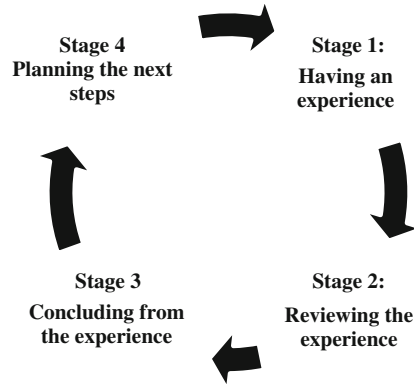 Stage 4
Planning the next
steps
Stage 1:
Having an
experience
Stage 3
Concluding from
the experience
Stage 2:
Reviewing the
experience